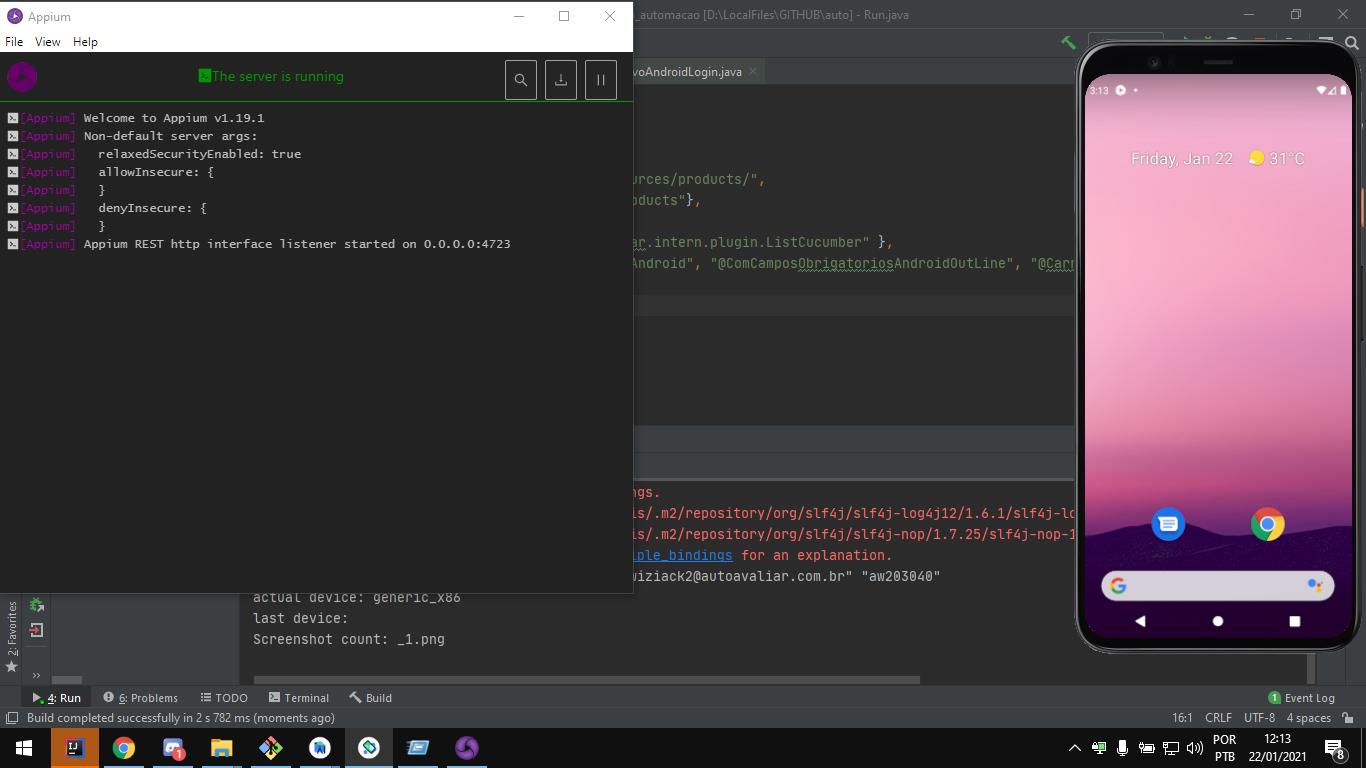 Appium
_automacao [D:\LocalFiles\GITHUB\auto] - Run.java
File View Help
The server is running
voAndroidLogin.java
[Appium] Welcome to Appium v1.19.1
[Appium] Non-default server args:
[Appium] relaxedSecurityEnabled: true
[Appium] allowInsecure: {
[Appium] }
[Appium] denyInsecure: {
[Appium] }
[Appium] Appium REST http interface listener started on 0.0.0.0:4723
urces/products/",
oducts"},
ar.intern.plugin.ListCucumber" },
Android", "@ComCamposObrigatoriosAndroidOutLine", "@Carr
3:13
Friday, Jan 22 31°C
ngs.
is/.m2/repository/org/slf4j/slf4j-log4j12/1.6.1/slf4j-lo
is/.m2/repository/org/slf4j/slf4j-nop/1.7.25/slf4j-nop-1
iple_bindings for an explanation.
wiziack2@autoavaliar.com.br" "aw203040"
actual device: generic_x86
last device:
Screenshot count: _1.png
2: Favorites
4: Run 6: Problems TODO Terminal Build 1 Event Log
Build completed successfully in 2 s 782 ms (moments ago) 16:1 CRLF UTF-8 4 spaces
IJ
1
POR
PTB
12:13
22/01/2021
8